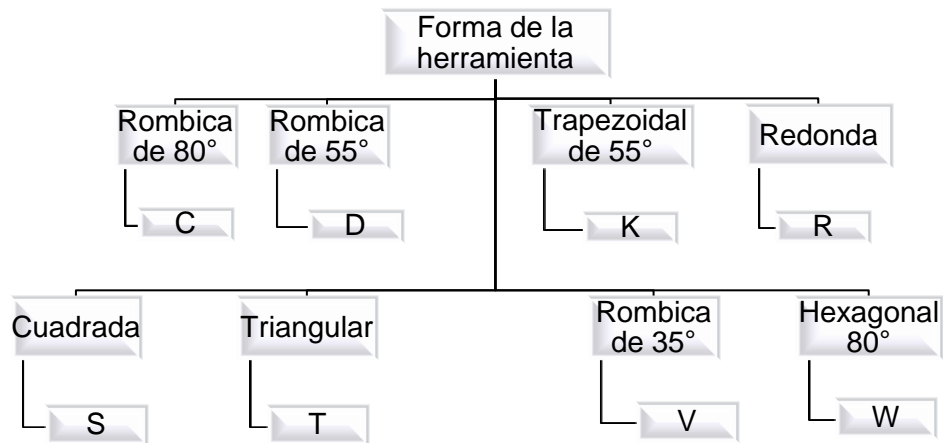 Forma de la
herramienta
Rombica
de 80°
Rombica
de 55°
Trapezoidal
de 55°
Redonda
C
D
K
R
Cuadrada
Triangular
Rombica
de 35°
Hexagonal
80°
S
T
V
W